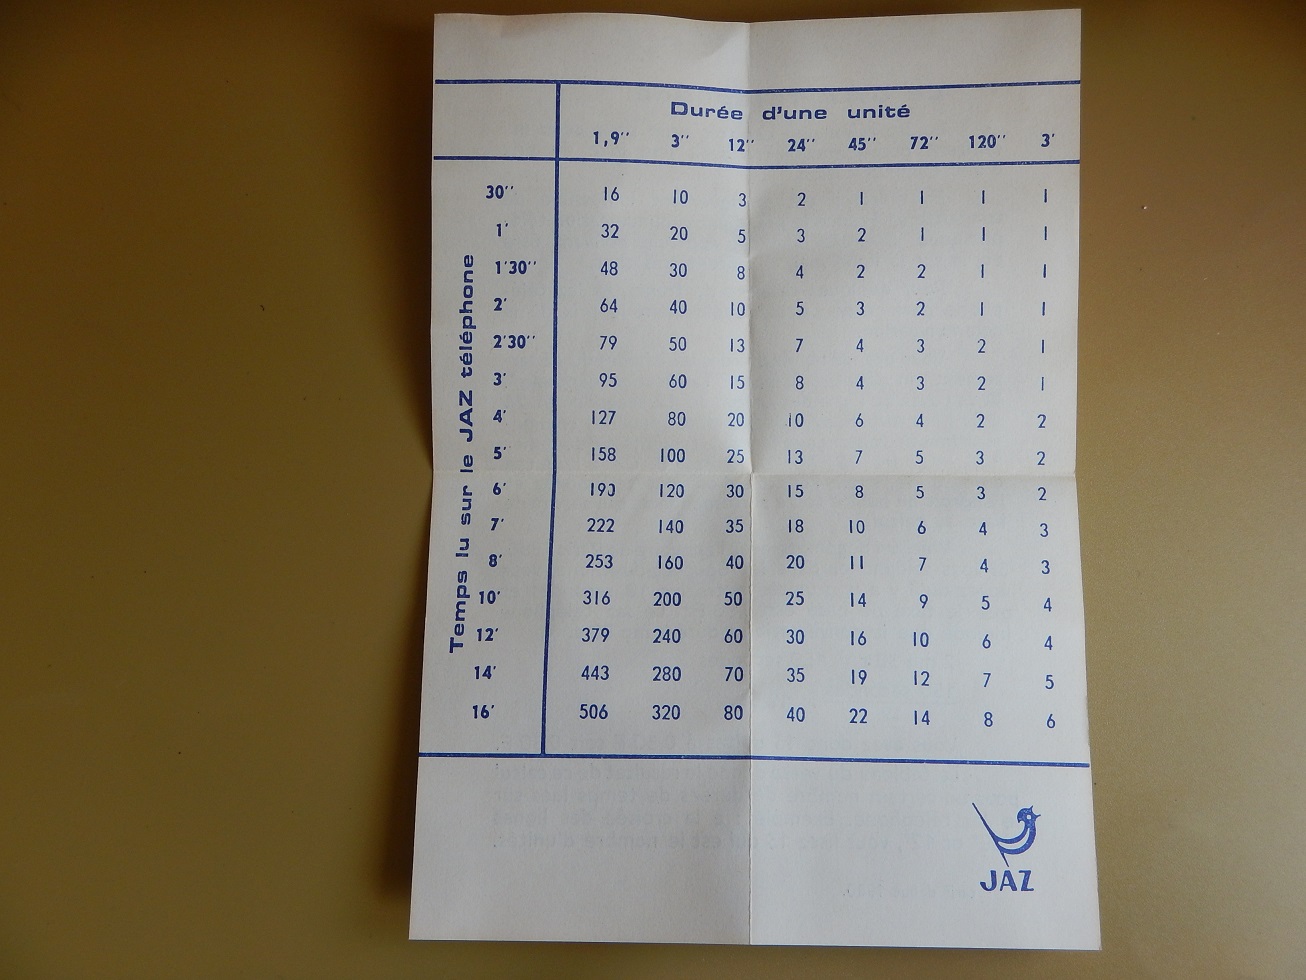 Durée d'une unité
1,9'' 3'' 12'' 24'' 45'' 72'' 120'' 3'
Temps lu sur le JAZ téléphone
30'' 16 10 3 2 1 1 1 1
1' 32 20 5 3 2 1 1 1
1'30'' 48 30 8 4 2 2 1 1
2' 64 40 10 5 3 2 1 1
2'30'' 79 50 13 7 4 3 2 1
3' 95 60 15 8 4 3 2 1
4' 127 80 20 10 6 4 2 2
5' 158 100 25 13 7 5 3 2
6' 190 120 30 15 8 5 3 2
7' 222 140 35 18 10 6 4 3
8' 253 160 40 20 11 7 4 3
10' 316 200 50 25 14 9 5 4
12' 379 240 60 30 16 10 6 4
14' 443 280 70 35 19 12 7 5
16' 506 320 80 40 22 14 8 6
JAZ